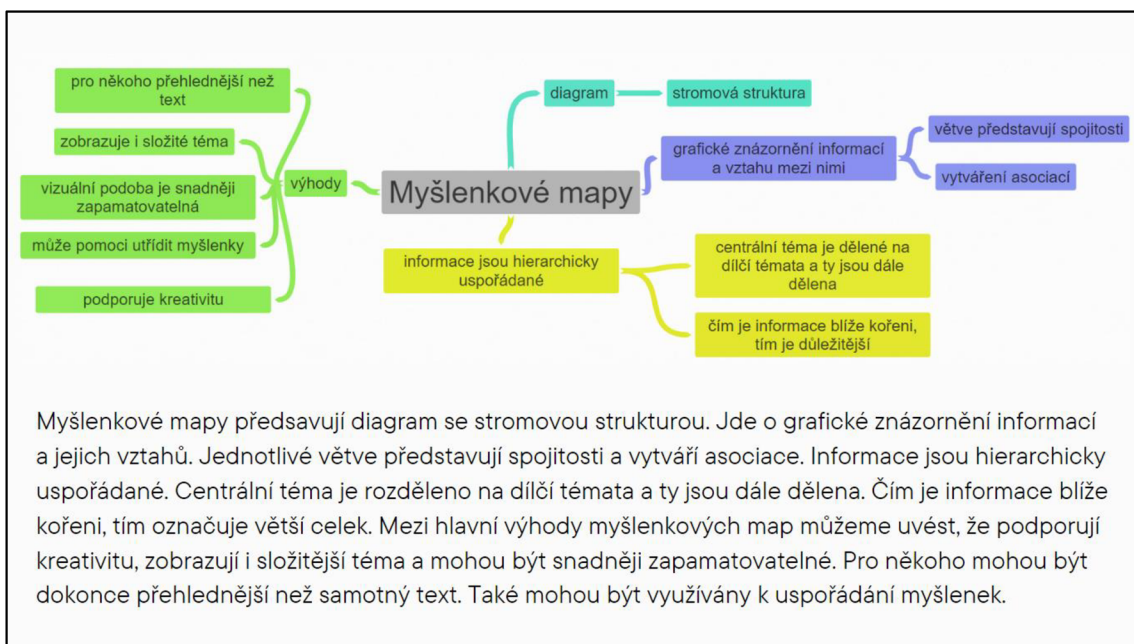 pro někoho přehlednější než
text
zobrazuje i složité téma
vizuální podoba je snadněji
zapamatovatelná
může pomoci utřídit myšlenky
podporuje kreativitu
výhody
Myšlenkové mapy
diagram
stromová struktura
grafické znázornění informací
a vztahu mezi nimi
větve představují spojitosti
vytváření asociací
informace jsou hierarchicky
uspořádané
centrální téma je dělené na
dílčí témata a ty jsou dále
dělena
čím je informace blíže kořeni,
tím je důležitější
Myšlenkové mapy předsavují diagram se stromovou strukturou. Jde o grafické znázornění informací
a jejich vztahů. Jednotlivé větve představují spojitosti a vytváří asociace. Informace jsou hierarchicky
uspořádané. Centrální téma je rozděleno na dílčí témata a ty jsou dále dělena. Čím je informace blíže
kořeni, tím označuje větší celek. Mezi hlavní výhody myšlenkových map můžeme uvést, že podporují
kreativitu, zobrazují i složitější téma a mohou být snadněji zapamatovatelné. Pro někoho mohou být
dokonce přehlednější než samotný text. Také mohou být využívány k uspořádání myšlenek.